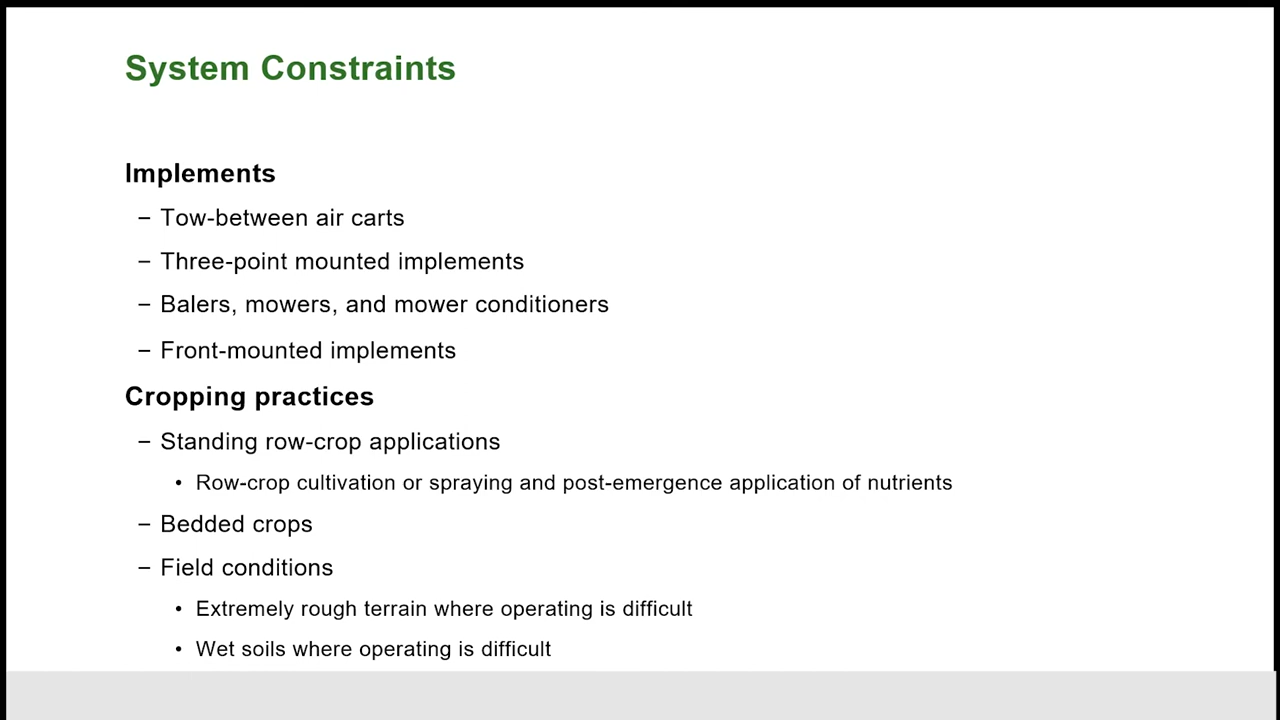 System Constraints
Implements
– Tow-between air carts
– Three-point mounted implements
– Balers, mowers, and mower conditioners
– Front-mounted implements
Cropping practices
– Standing row-crop applications
• Row-crop cultivation or spraying and post-emergence application of nutrients
– Bedded crops
– Field conditions
• Extremely rough terrain where operating is difficult
• Wet soils where operating is difficult